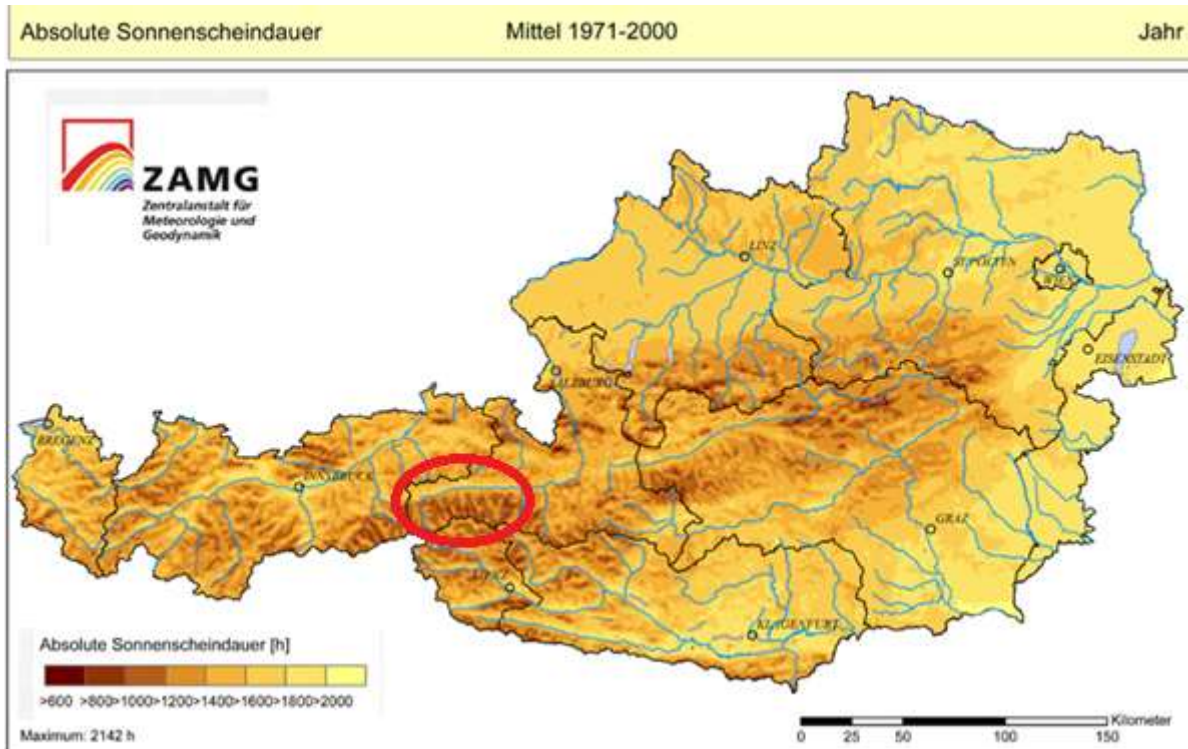 Absolute Sonnenscheindauer Mittel 1971-2000 Jahr
ZAMG
Zentralanstalt für
Meteorologie und
Geodynamik
LINZ
ST.PÖLTEN
WIEN
EISENSTADT
SALZBURG
BREGENZ
INNSBRUCK
GRAZ
LIENZ
KLAGENFURT
Absolute Sonnenscheindauer [h]
>600 >800>1000>1200>1400>1600>1800>2000
Maximum: 2142 h
Kilometer
0 25 50 100 150